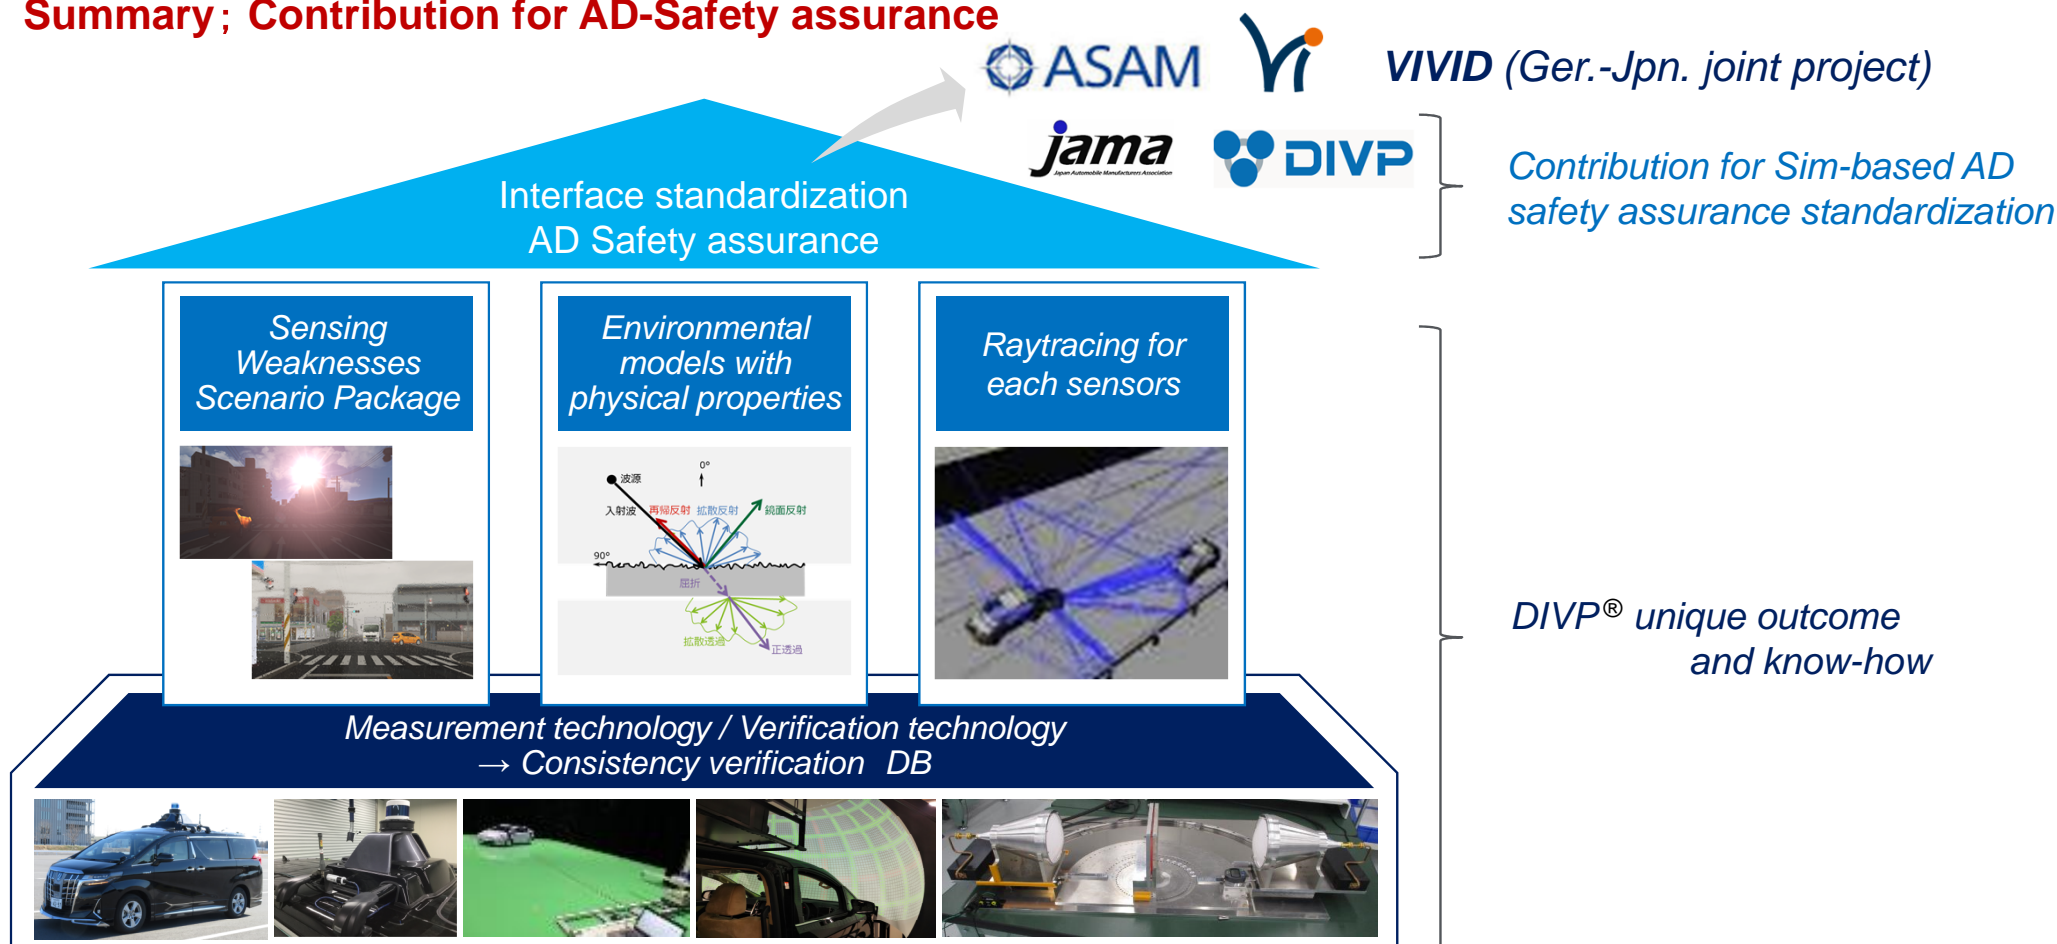 Summary; Contribution for AD-Safety assurance
ASAM
VIVID (Ger.-Jpn. joint project)
jama
Japan Automobile Manufacturers Association
DIVP
Contribution for Sim-based AD
safety assurance standardization
Interface standardization
AD Safety assurance
Sensing
Weaknesses
Scenario Package
Environmental
models with
physical properties
Raytracing for
each sensors
波源
0°
入射波
再帰反射
拡散反射
鏡面反射
90°
屈折
拡散透過
正透過
DIVP® unique outcome
and know-how
Measurement technology / Verification technology
→ Consistency verification DB